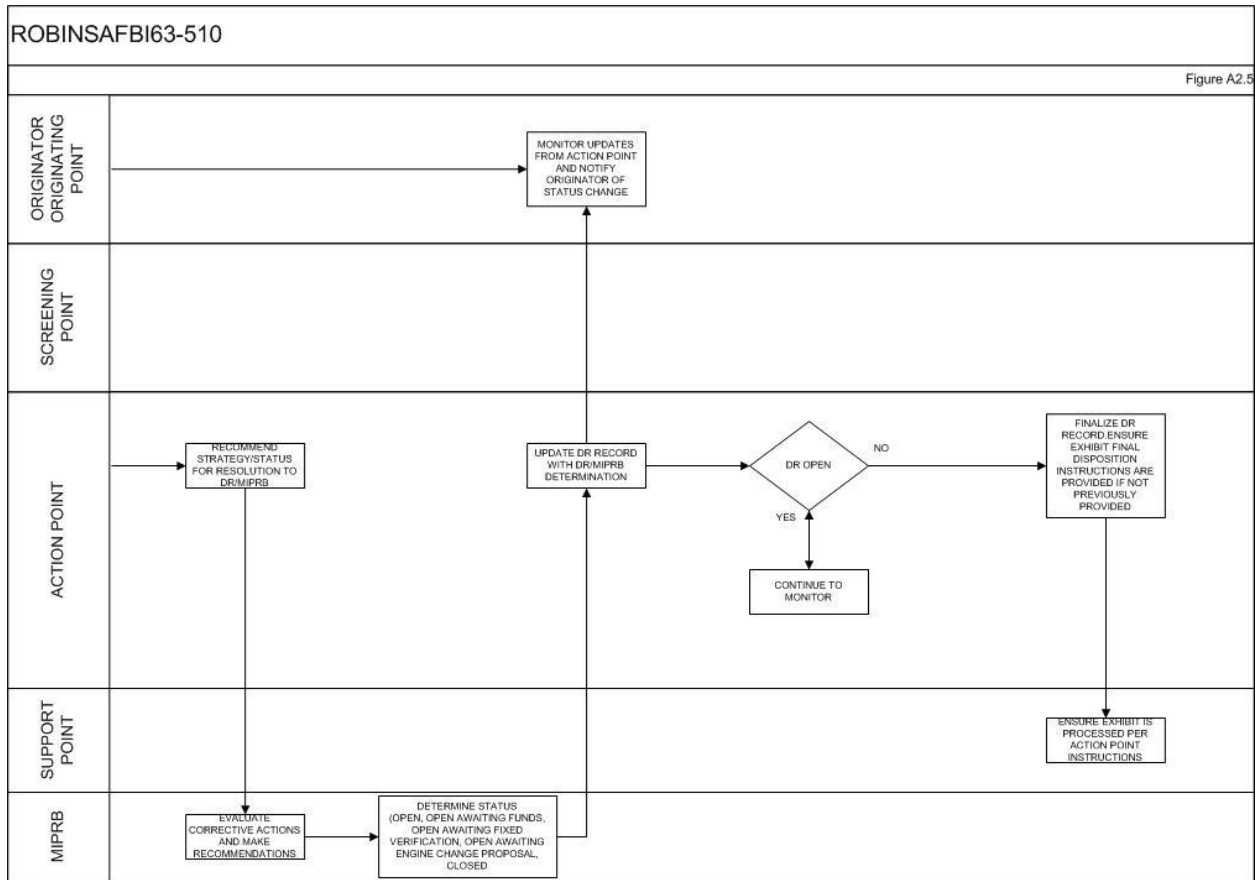 ROBINSAFBI63-510
Figure A2.5
ORIGINATOR
ORIGINATING
POINT
MONITOR UPDATES
FROM ACTION POINT
AND NOTIFY
ORIGINATOR OF
STATUS CHANGE
SCREENING
POINT
ACTION POINT
RECOMMEND
STRATEGY/STATUS
FOR RESOLUTION TO
DR/MIPRB
UPDATE DR RECORD
WITH DR/MIPRB
DETERMINATION
DR OPEN
NO
YES
CONTINUE TO
MONITOR
FINALIZE DR
RECORD.ENSURE
EXHIBIT FINAL
DISPOSITION
INSTRUCTIONS ARE
PROVIDED IF NOT
PREVIOUSLY
PROVIDED
SUPPORT
POINT
ENSURE EXHIBIT IS
PROCESSED PER
ACTION POINT
INSTRUCTIONS
MIPRB
EVALUATE
CORRECTIVE ACTIONS
AND MAKE
RECOMMENDATIONS
DETERMINE STATUS
(OPEN, OPEN AWAITING FUNDS,
OPEN AWAITING FIXED
VERIFICATION, OPEN AWAITING
ENGINE CHANGE PROPOSAL,
CLOSED